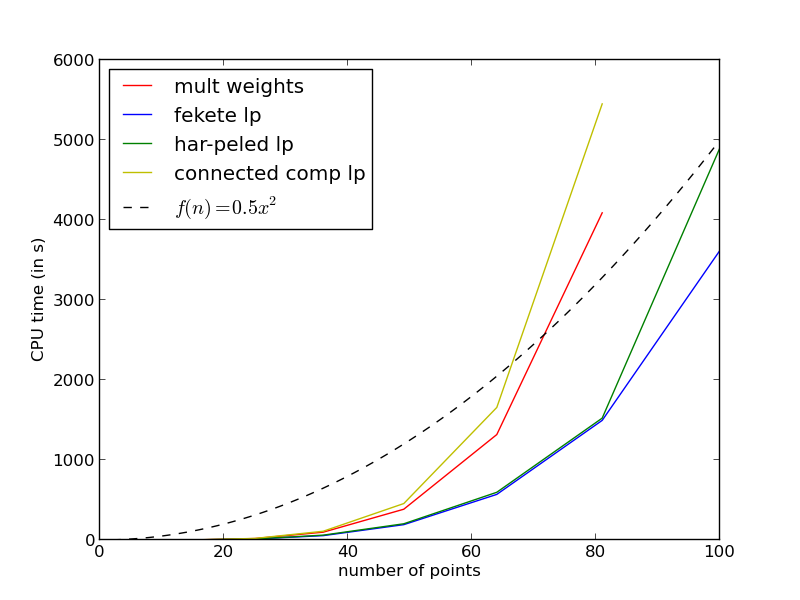 6000
5000
4000
3000
2000
1000
0
CPU time (in s)
mult weights
fekete lp
har-peled lp
connected comp lp
f(n)=0.5x²
0 20 40 60 80 100
number of points